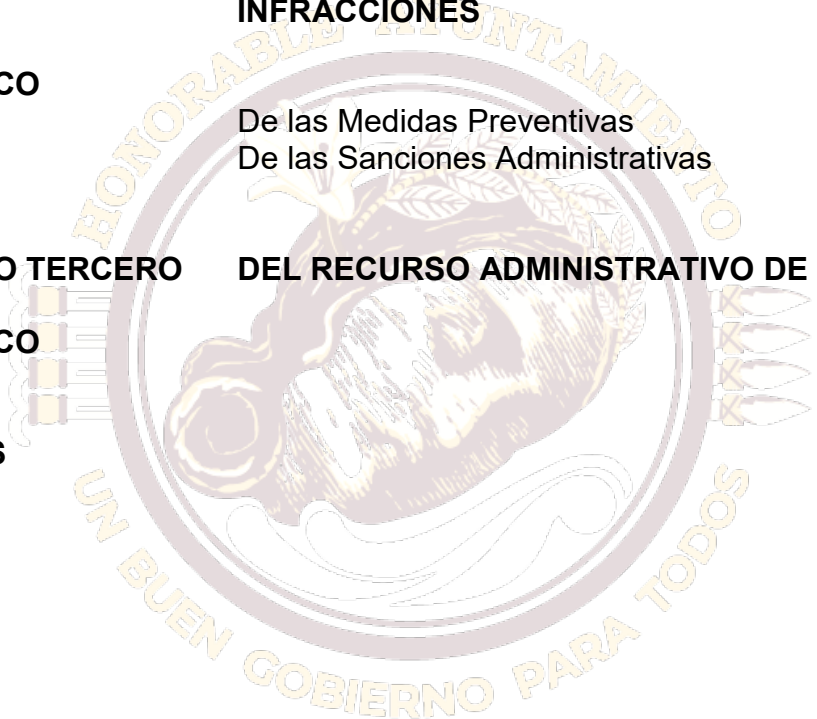 INFRACCIONES
CO
De las Medidas Preventivas
De las Sanciones Administrativas
O TERCERO DEL RECURSO ADMINISTRATIVO DE
CO
S
HONORABLE AYUNTAMIENTO
UN BUEN GOBIERNO PARA TODOS